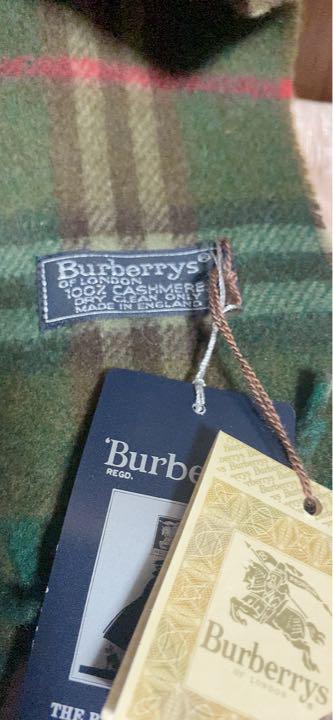 Burberrys®
OF LONDON
100% CASHMERE
DRY CLEAN ONLY
MADE IN ENGLAND
'Burbe
REGD.
Burberrys
OF LONDON
THE